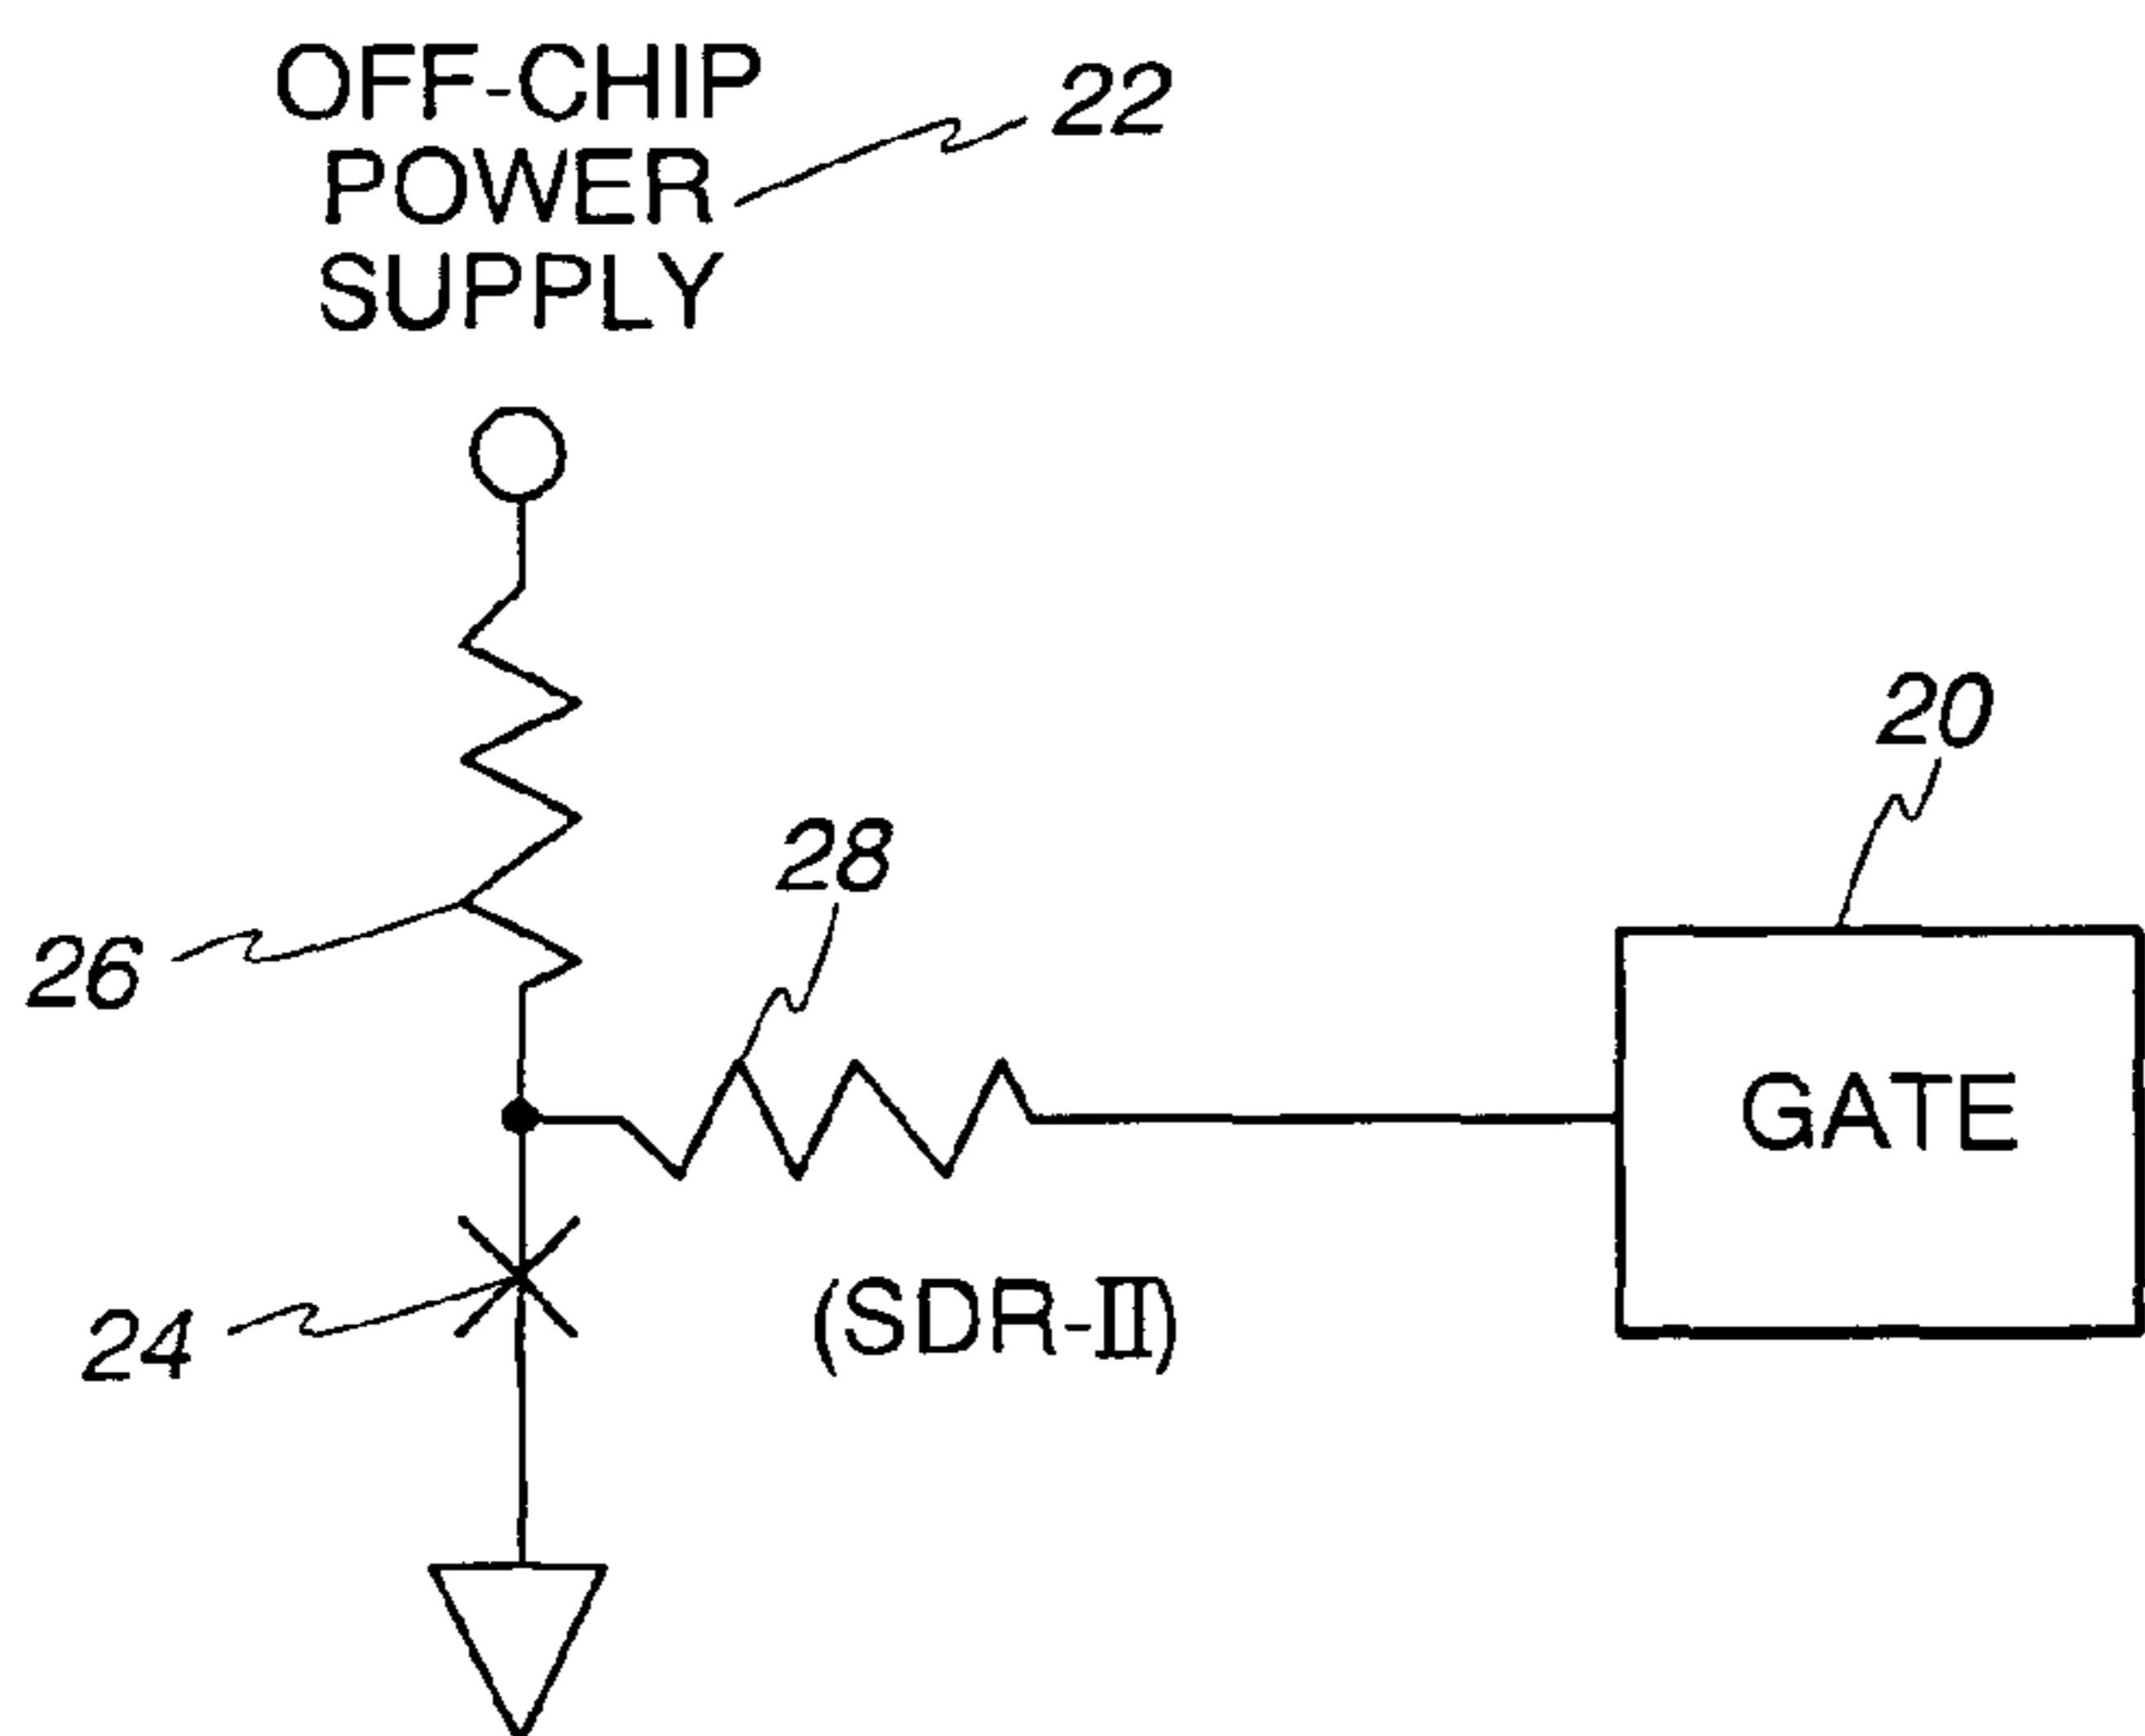 OFF-CHIP
POWER
SUPPLY
22
20
28
26
GATE
24
(SDR-II)